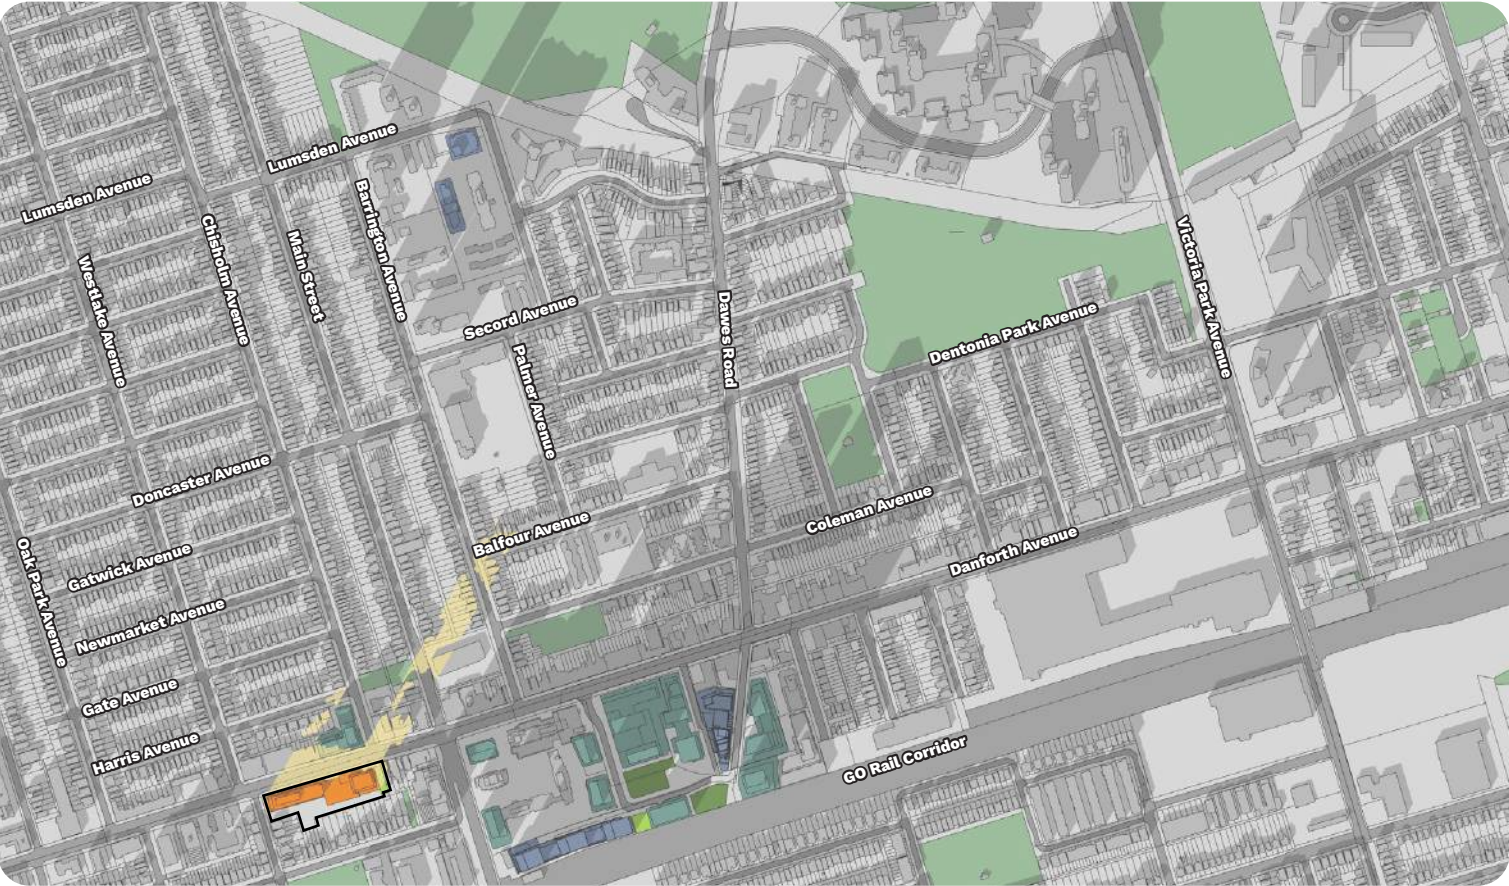 Lumsden Avenue
Lumsden Avenue
Barrington Avenue
Chisholm Avenue
Main Street
Westlake Avenue
Victoria Park Avenue
Secord Avenue
Dawes Road
Dentonia Park Avenue
Palmer Avenue
Doncaster Avenue
Coleman Avenue
Balfour Avenue
Danforth Avenue
Oak Park Avenue
Gatwick Avenue
Newmarket Avenue
Gate Avenue
Harris Avenue
GO Rail Corridor